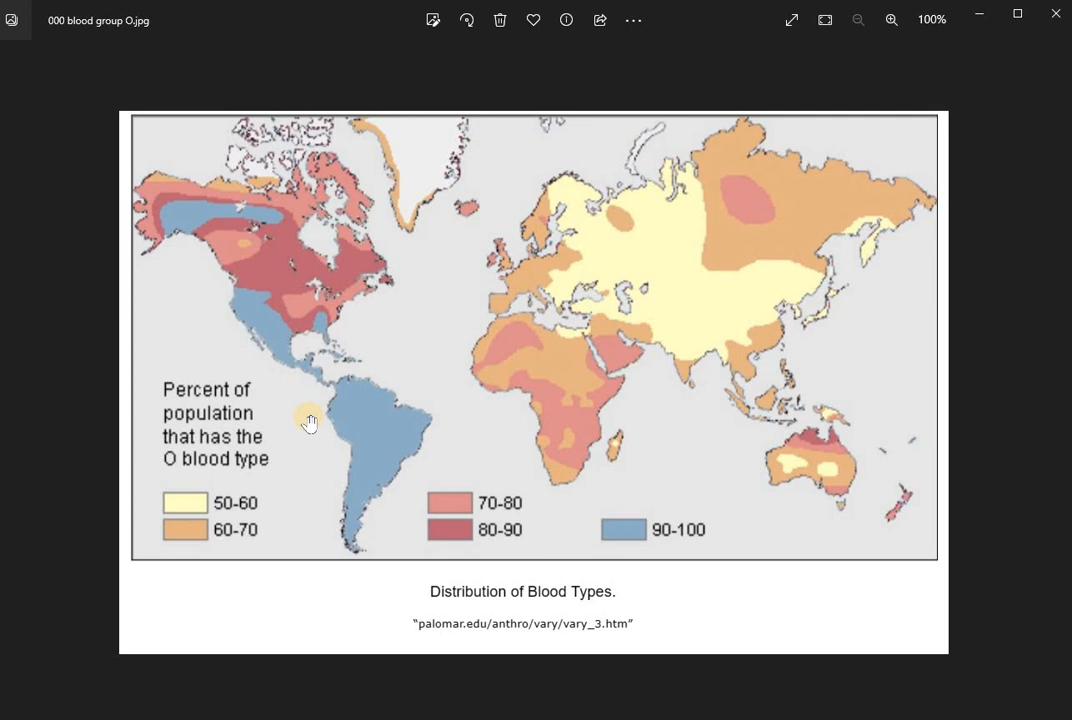 000 blood group O.jpg
100%
Percent of
population
that has the
O blood type
50-60
60-70
70-80
80-90
90-100
Distribution of Blood Types.
“palomar.edu/anthro/vary/vary_3.htm”